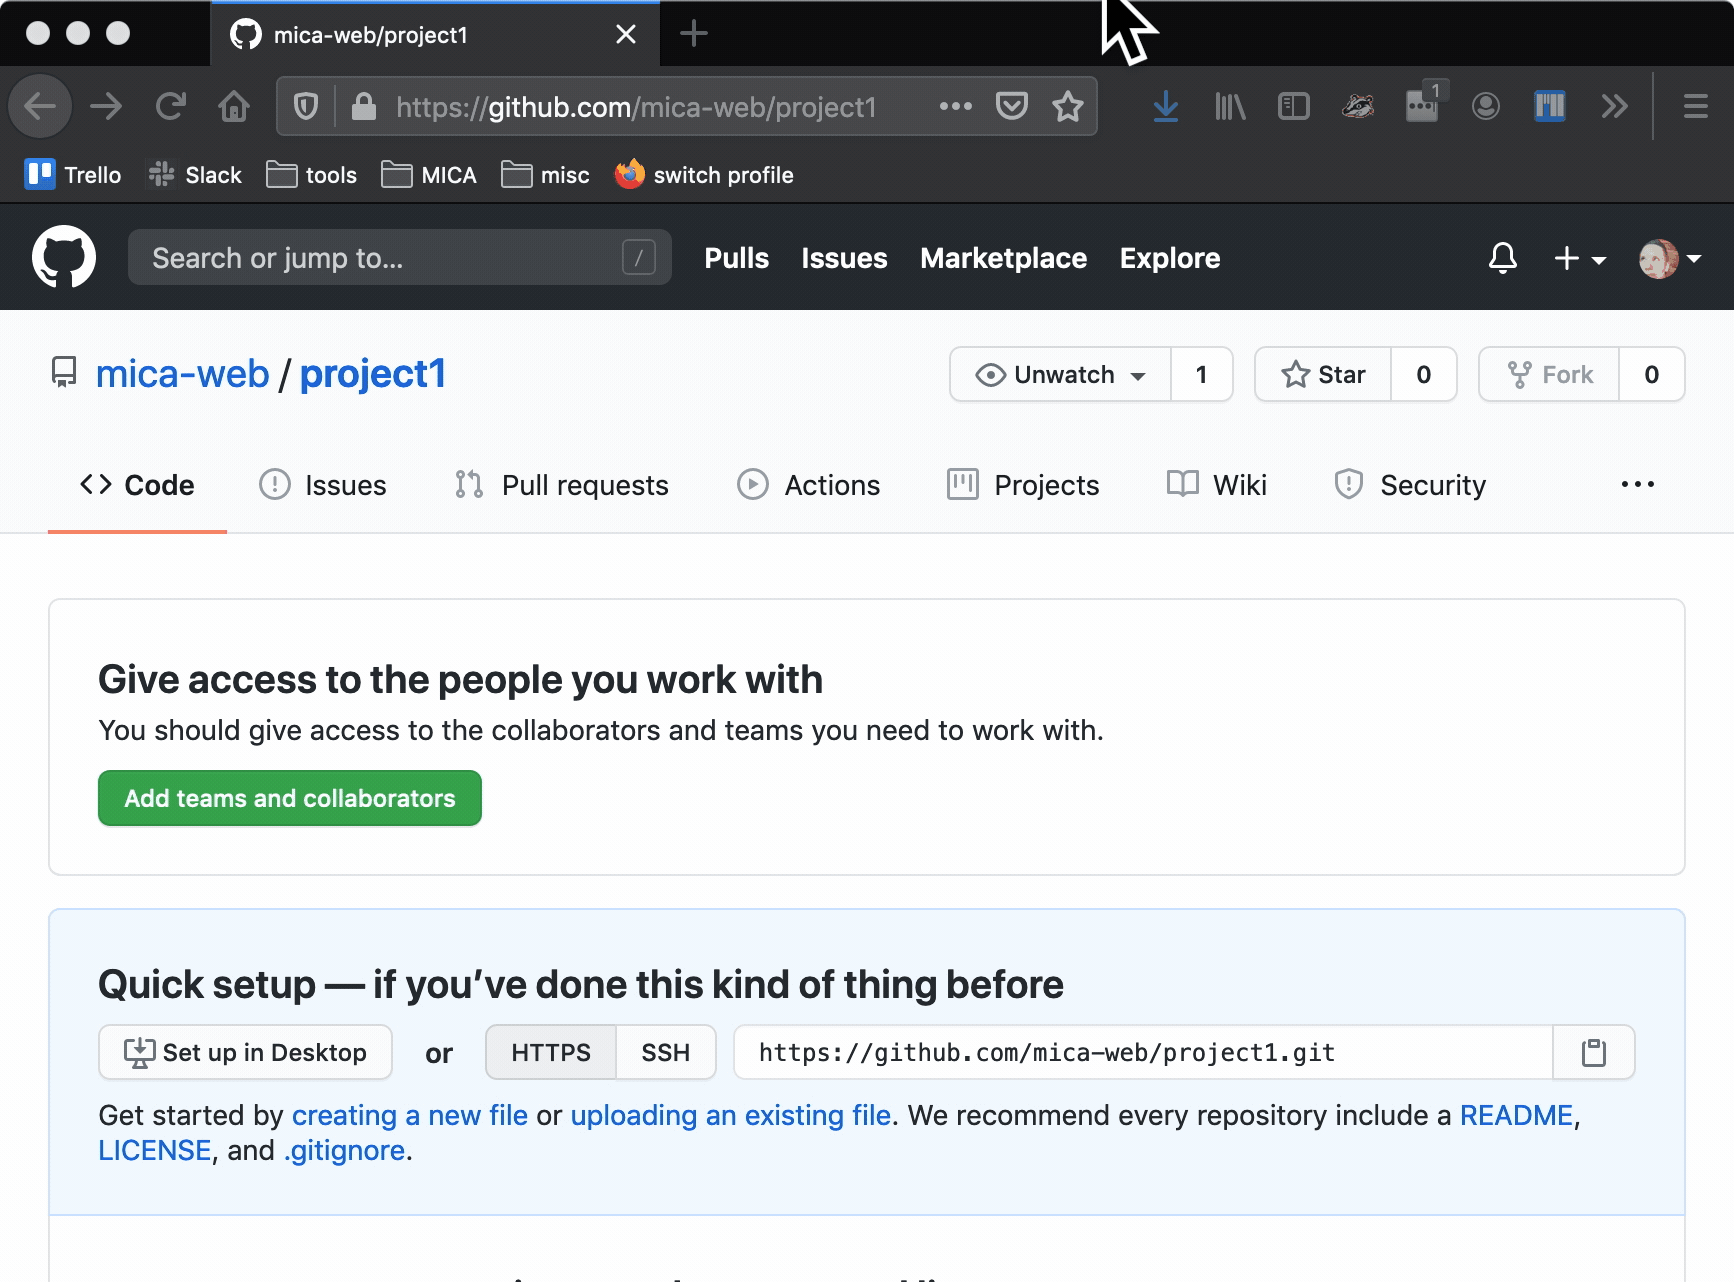 mica-web/project1
https://github.com/mica-web/project1
1
Trello Slack tools MICA misc switch profile
Search or jump to... / Pulls Issues Marketplace Explore
mica-web / project1
Unwatch 1 Star 0 Fork 0
Code Issues Pull requests Actions Projects Wiki Security
Give access to the people you work with
You should give access to the collaborators and teams you need to work with.
Add teams and collaborators
Quick setup — if you’ve done this kind of thing before
Set up in Desktop or HTTPS SSH https://github.com/mica-web/project1.git
Get started by creating a new file or uploading an existing file. We recommend every repository include a README,
LICENSE, and .gitignore.